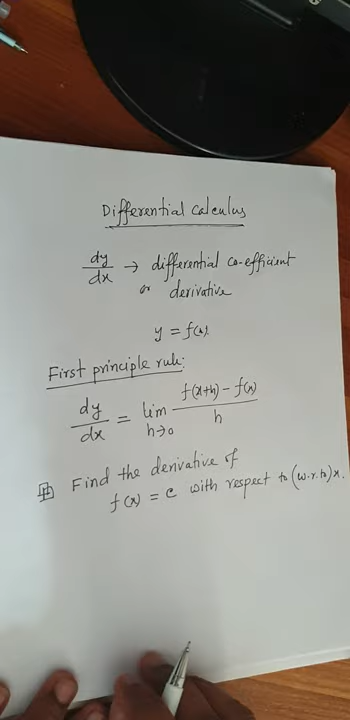 Differential Calculus
dy/dx → differential co-efficient
or derivative
y = f(x)
First principle rule:
dy/dx = lim h→0 f(x+h) - f(x) / h
Find the derivative of
f(x) = c with respect to (w.r.to) x.